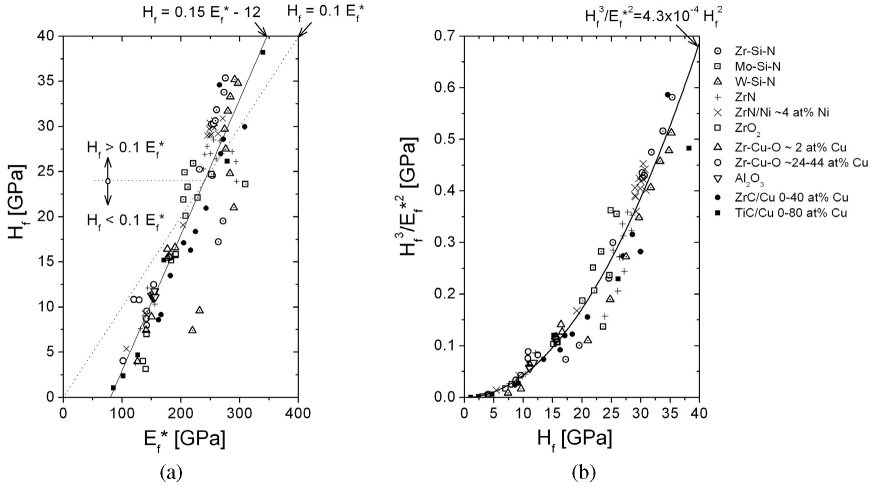 H_f = 0.15 E_f* - 12
H_f = 0.1 E_f*
H_f^3/E_f*^2=4.3x10^-4 H_f^2
40
35
30
25
20
15
10
5
0
H_f [GPa]
H_f > 0.1 E_f*
H_f < 0.1 E_f*
0
100
200
300
400
E_f* [GPa]
(a)
0.7
0.6
0.5
0.4
0.3
0.2
0.1
0.0
H_f^3/E_f*^2 [GPa]
0
5
10
15
20
25
30
35
40
H_f [GPa]
(b)
Zr-Si-N
Mo-Si-N
W-Si-N
ZrN
ZrN/Ni ~4 at% Ni
ZrO_2
Zr-Cu-O ~ 2 at% Cu
Zr-Cu-O ~24-44 at% Cu
Al_2O_3
ZrC/Cu 0-40 at% Cu
TiC/Cu 0-80 at% Cu